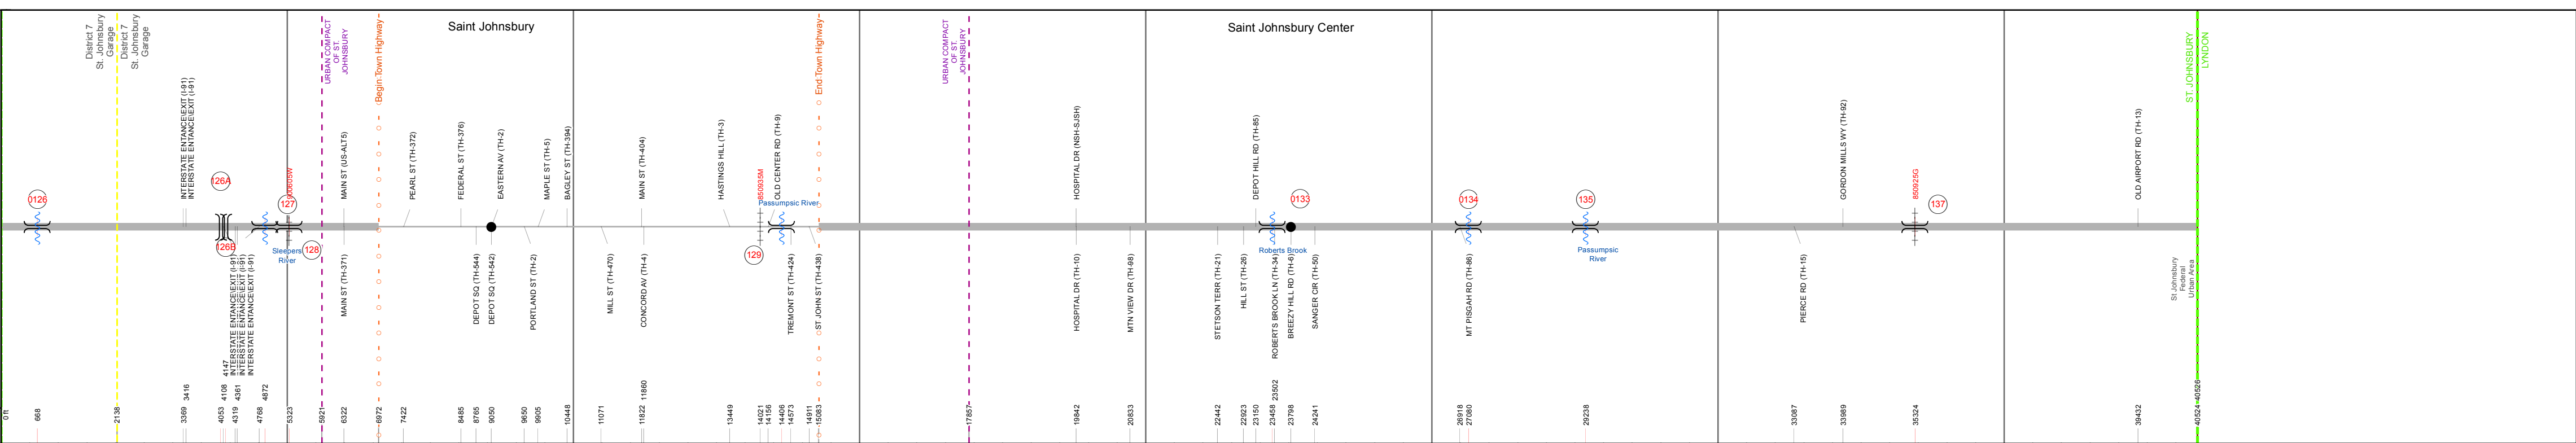 District 7
St. Johnsbury
Garage
District 7
St. Johnsbury
Garage
URBAN COMPACT
OF ST.
JOHNSBURY
Begin Town Highway
Saint Johnsbury
End Town Highway
URBAN COMPACT
OF ST.
JOHNSBURY
Saint Johnsbury Center
ST. JOHNSBURY
LYNDON
INTERSTATE ENTANCE\EXIT (I-91)
INTERSTATE ENTANCE\EXIT (I-91)
MAIN ST (US-ALT5)
PEARL ST (TH-372)
FEDERAL ST (TH-376)
EASTERN AV (TH-2)
MAPLE ST (TH-5)
BAGLEY ST (TH-394)
MAIN ST (TH-404)
HASTINGS HILL (TH-3)
850935M
OLD CENTER RD (TH-9)
HOSPITAL DR (NSH-SJSH)
DEPOT HILL RD (TH-85)
GORDON MILLS WY (TH-92)
850925G
OLD AIRPORT RD (TH-13)
0126
126A
127
Passumpsic River
0133
0134
135
137
126B
Sleepers
River
128
129
Roberts Brook
Passumpsic
River
INTERSTATE ENTANCE\EXIT (I-91)
INTERSTATE ENTANCE\EXIT (I-91)
INTERSTATE ENTANCE\EXIT (I-91)
MAIN ST (TH-371)
DEPOT SQ (TH-544)
DEPOT SQ (TH-542)
PORTLAND ST (TH-2)
MILL ST (TH-470)
CONCORD AV (TH-4)
TREMONT ST (TH-424)
ST JOHN ST (TH-438)
HOSPITAL DR (TH-10)
MTN VIEW DR (TH-98)
STETSON TERR (TH-21)
HILL ST (TH-26)
ROBERTS BROOK LN (TH-34)
BREEZY HILL RD (TH-6)
SANGER CIR (TH-50)
MT PISGAH RD (TH-86)
PIERCE RD (TH-15)
St Johnsbury
Federal
Urban Area
0 ft
668
2138
3369
3416
4053
4108
4147
4319
4361
4768
4872
5323
5921
6322
6972
7422
8485
8765
9050
9650
9905
10448
11071
11822
11860
13449
14021
14156
14406
14573
14911
15083
17857
19842
20833
22442
22923
23150
23458
23502
23798
24241
26918
27080
29238
33087
33989
35324
39432
40524
40526